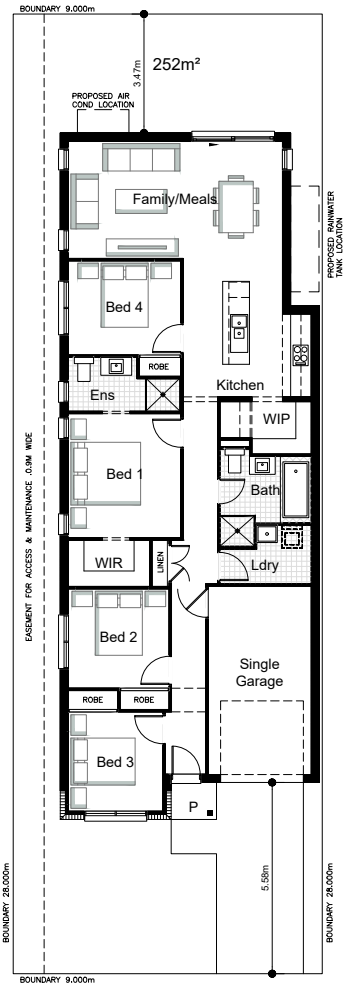 BOUNDARY 9.000m
3.47m
252m²
PROPOSED AIR
COND LOCATION
Family/Meals
PROPOSED RAINWATER
TANK LOCATION
Bed 4
ROBE
Kitchen
Ens
WIP
Bed 1
Bath
EASEMENT FOR ACCESS & MAINTENANCE .0.9M WIDE
WIR
LINEN
Ldry
Bed 2
Single
Garage
ROBE
ROBE
Bed 3
P
5.58m
BOUNDARY 28.000m
BOUNDARY 28.000m
BOUNDARY 9.000m